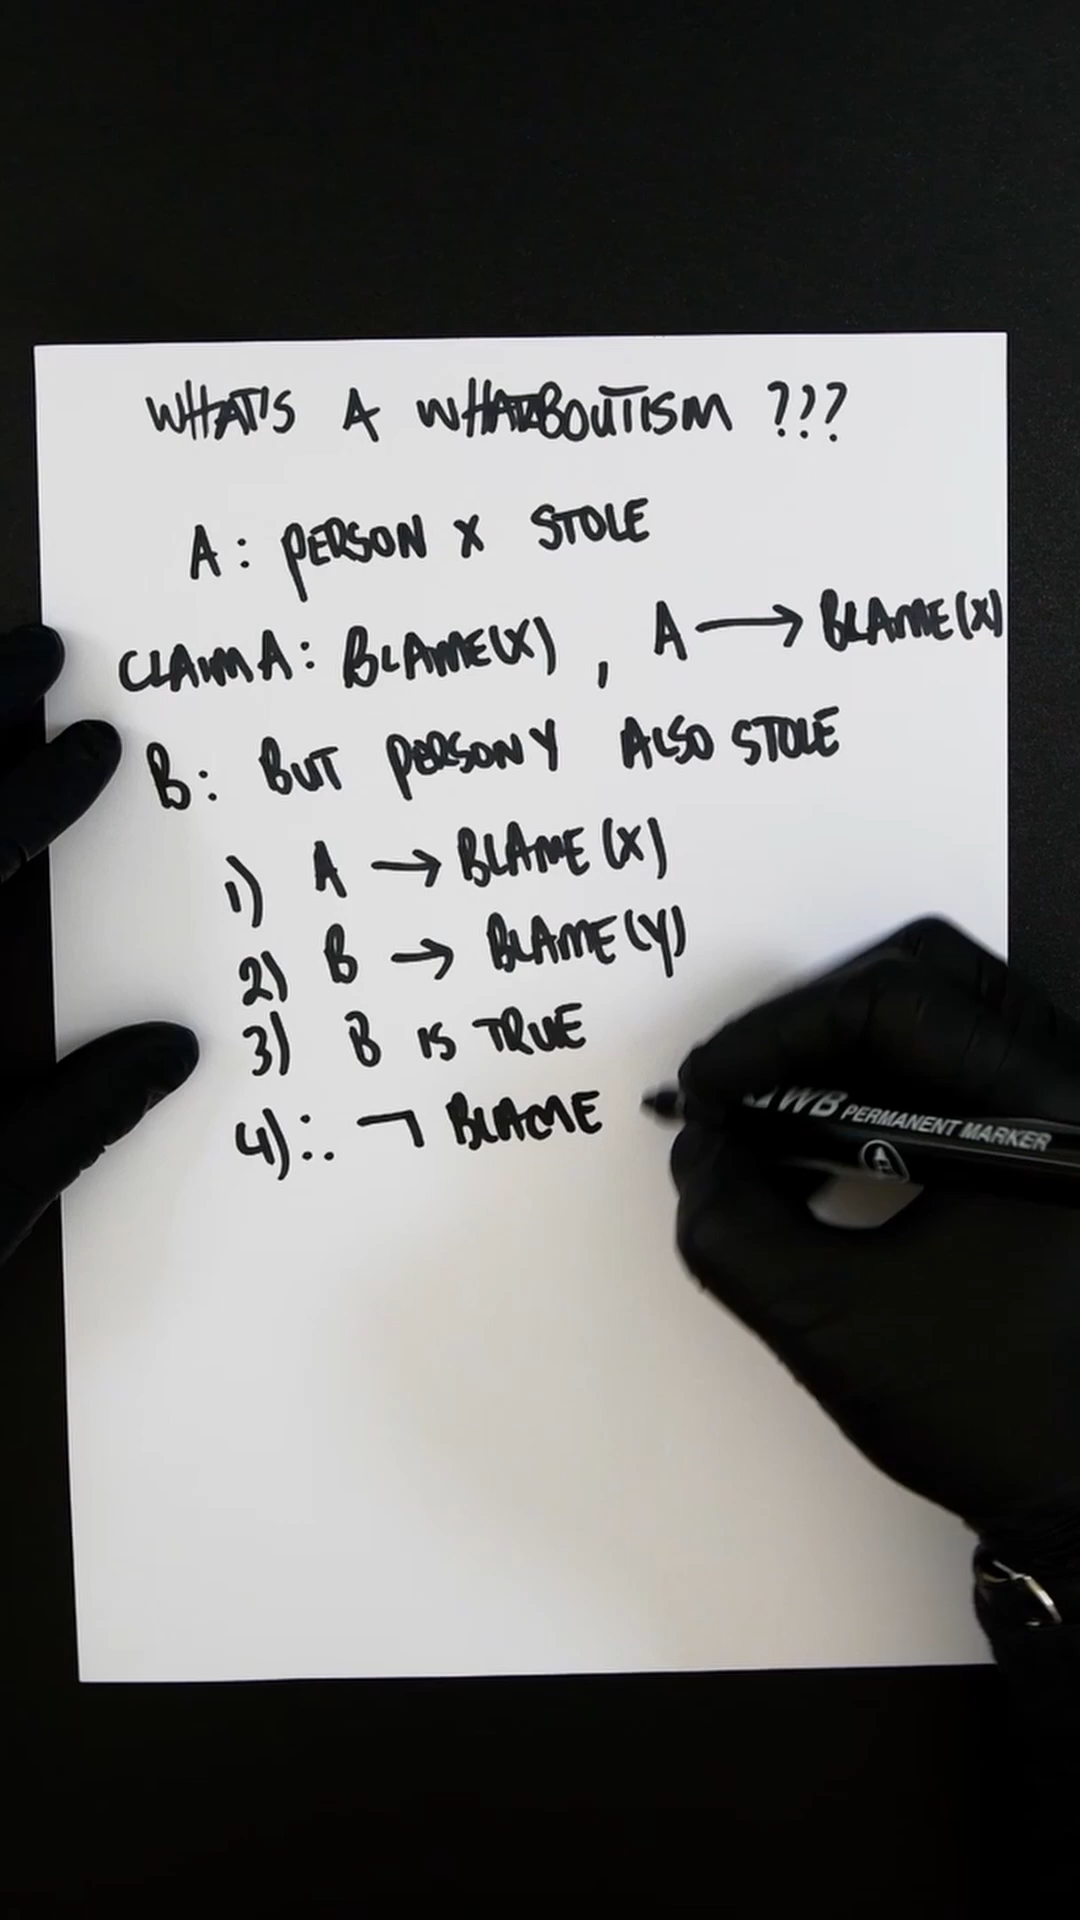 WHAT'S A WHATBOUTISM ???
A: PERSON X STOLE
CLAIM A: BLAME(X) , A → BLAME(X)
B: BUT PERSON Y ALSO STOLE
1) A → BLAME(X)
2) B → BLAME(Y)
3) B IS TRUE
4) ∴ ¬ BLAME
WB PERMANENT MARKER